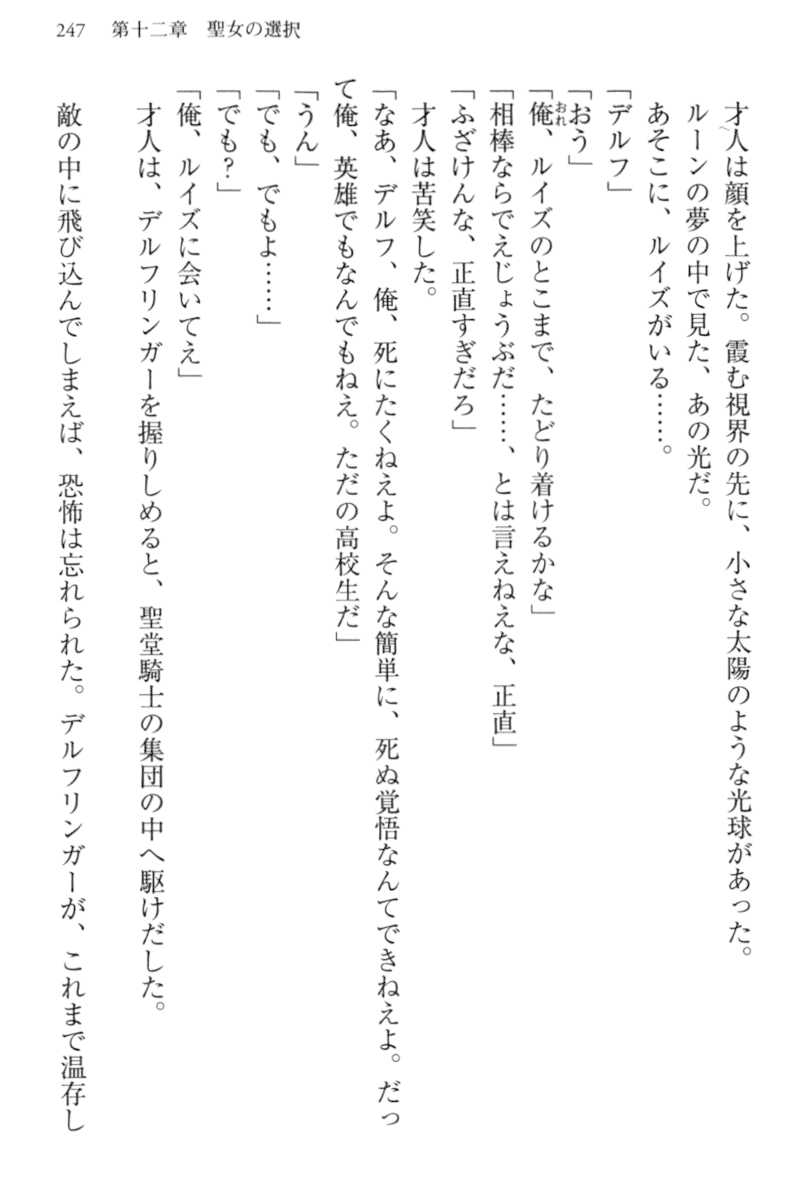 247　第十二章　聖女の選択
　才人は顔を上げた。霞む視界の先に、小さな太陽のような光球があった。
　ルーンの夢の中で見た、あの光だ。
　あそこに、ルイズがいる……。
「デルフ」
「おう」
「俺、ルイズのとこまで、たどり着けるかな」
「相棒ならでえじょうぶだ……、とは言えねえな、正直」
「ふざけんな、正直すぎだろ」
　才人は苦笑した。
「なあ、デルフ、俺、死にたくねえよ。そんな簡単に、死ぬ覚悟なんてできねえよ。だっ
て俺、英雄でもなんでもねえ。ただの高校生だ」
「うん」
「でも、でもよ……」
「でも？」
「俺、ルイズに会いてえ」
　才人は、デルフリンガーを握りしめると、聖堂騎士の集団の中へ駆けだした。
　敵の中に飛び込んでしまえば、恐怖は忘れられた。デルフリンガーが、これまで温存し